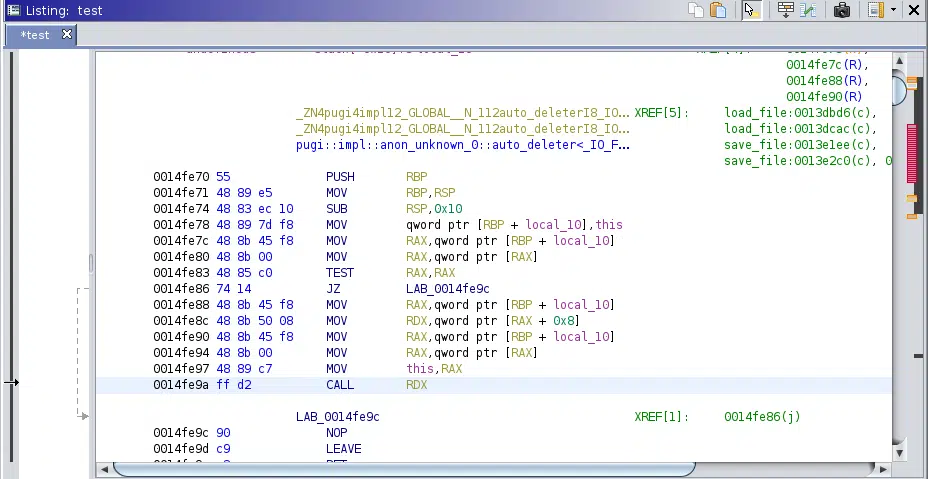 Listing: test
*test
0014fe7c(R),
0014fe88(R),
0014fe90(R)
_ZN4pugi4impl12_GLOBAL__N_112auto_deleterI8_IO... XREF[5]: load_file:0013dbd6(c),
_ZN4pugi4impl12_GLOBAL__N_112auto_deleterI8_IO... load_file:0013dcac(c),
pugi::impl::anon_unknown_0::auto_deleter<_IO_F... save_file:0013e1ee(c),
save_file:0013e2c0(c), 0
0014fe70 55 PUSH RBP
0014fe71 48 89 e5 MOV RBP,RSP
0014fe74 48 83 ec 10 SUB RSP,0x10
0014fe78 48 89 7d f8 MOV qword ptr [RBP + local_10],this
0014fe7c 48 8b 45 f8 MOV RAX,qword ptr [RBP + local_10]
0014fe80 48 8b 00 MOV RAX,qword ptr [RAX]
0014fe83 48 85 c0 TEST RAX,RAX
0014fe86 74 14 JZ LAB_0014fe9c
0014fe88 48 8b 45 f8 MOV RAX,qword ptr [RBP + local_10]
0014fe8c 48 8b 50 08 MOV RDX,qword ptr [RAX + 0x8]
0014fe90 48 8b 45 f8 MOV RAX,qword ptr [RBP + local_10]
0014fe94 48 8b 00 MOV RAX,qword ptr [RAX]
0014fe97 48 89 c7 MOV this,RAX
0014fe9a ff d2 CALL RDX
LAB_0014fe9c XREF[1]: 0014fe86(j)
0014fe9c 90 NOP
0014fe9d c9 LEAVE